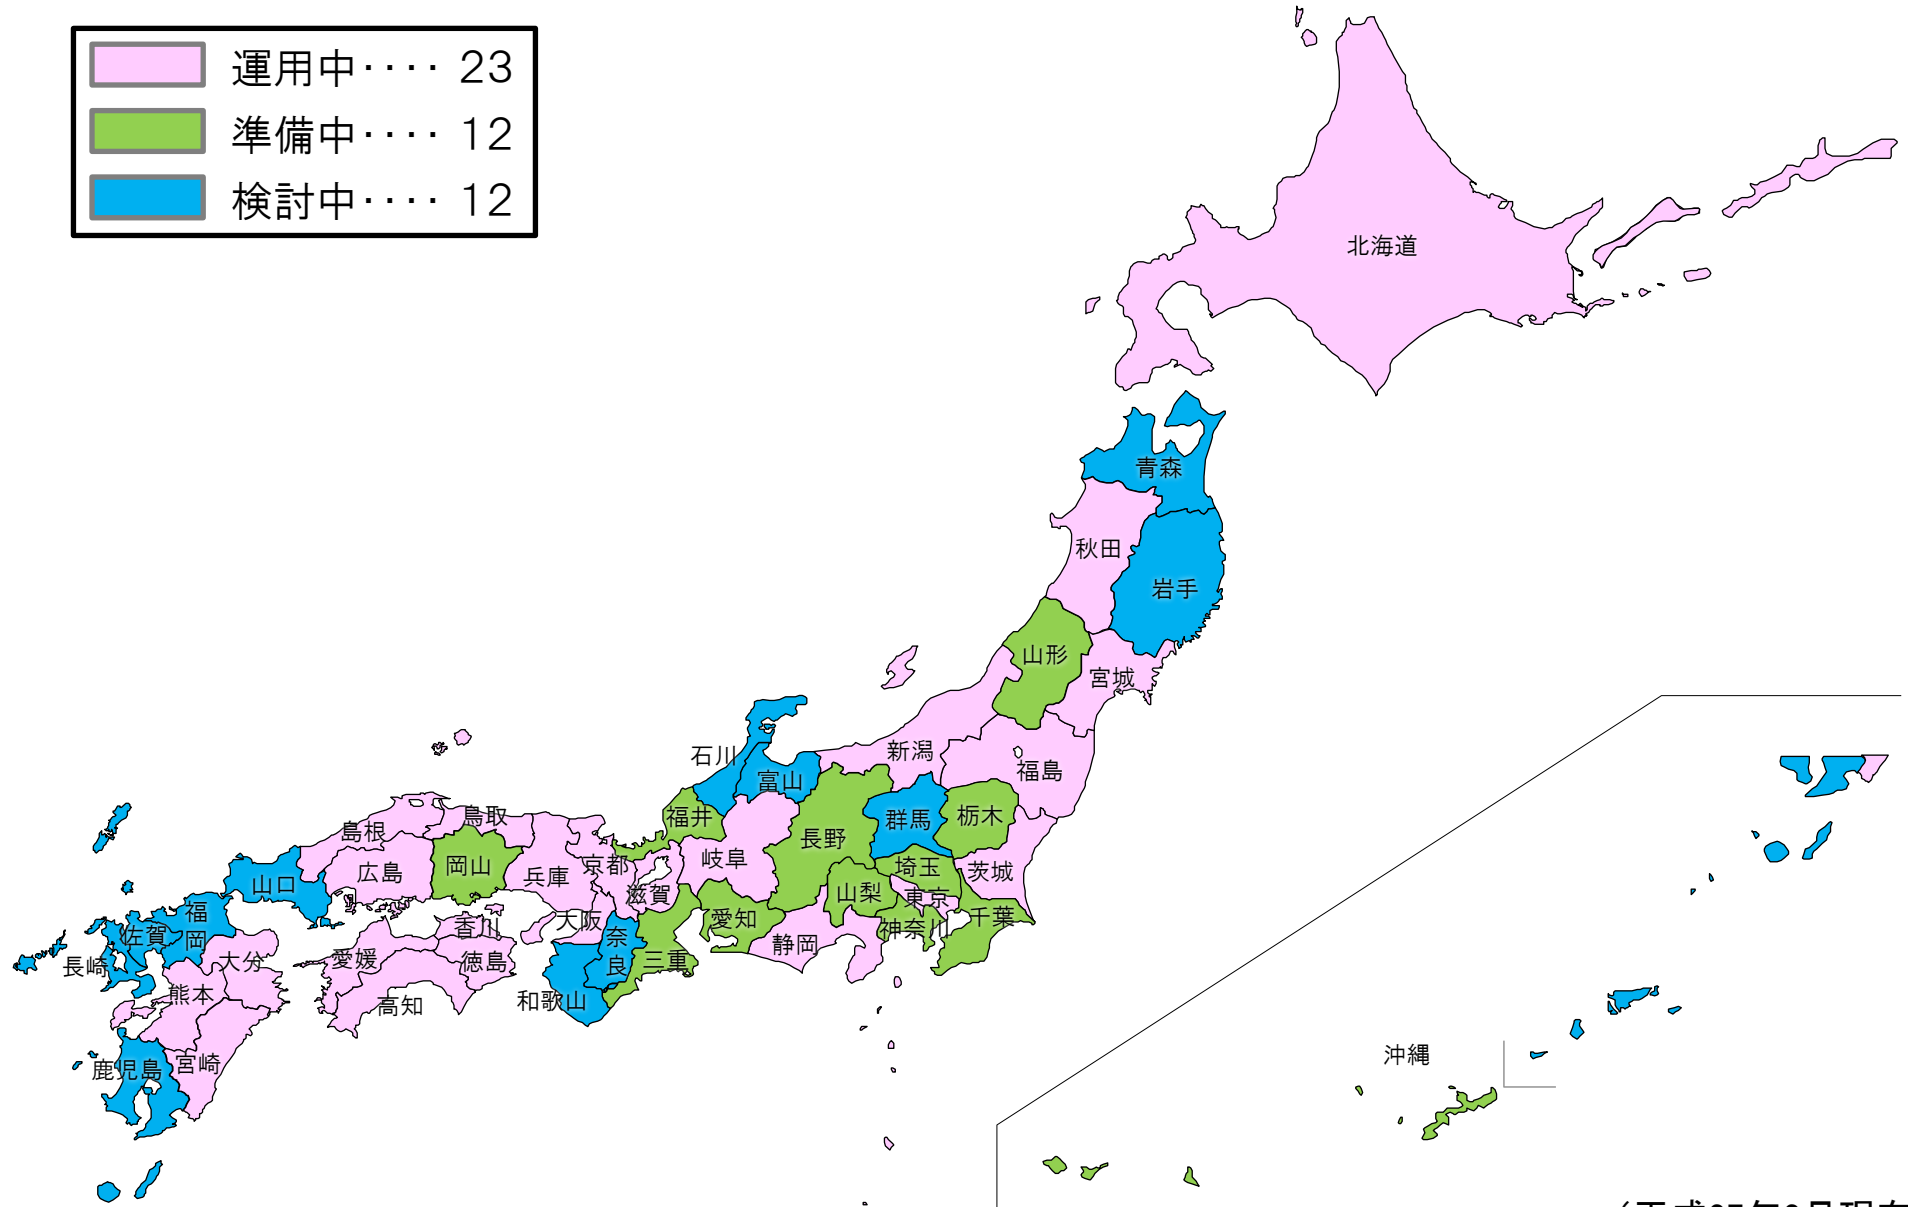 運用中････ 23
準備中････ 12
検討中････ 12
北海道
青森
秋田
岩手
山形
宮城
新潟
福島
石川
富山
群馬
栃木
福井
長野
岐阜
埼玉
茨城
山梨
東京
千葉
神奈川
愛知
静岡
三重
鳥取
島根
岡山
広島
山口
兵庫
京都
滋賀
大阪
奈良
和歌山
香川
徳島
愛媛
高知
福岡
佐賀
長崎
大分
熊本
宮崎
鹿児島
沖縄